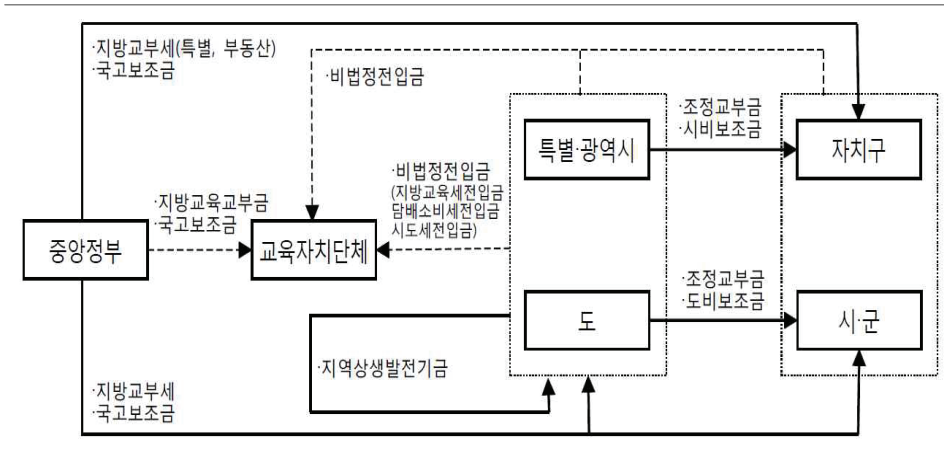 ·지방교부세(특별, 부동산)
·국고보조금
·비법정전입금
·조정교부금
·시비보조금
특별·광역시
자치구
·비법정전입금
(지방교육세전입금
담배소비세전입금
시도세전입금)
·지방교육교부금
·국고보조금
중앙정부
교육자치단체
·조정교부금
·도비보조금
도
시·군
·지역상생발전기금
·지방교부세
·국고보조금